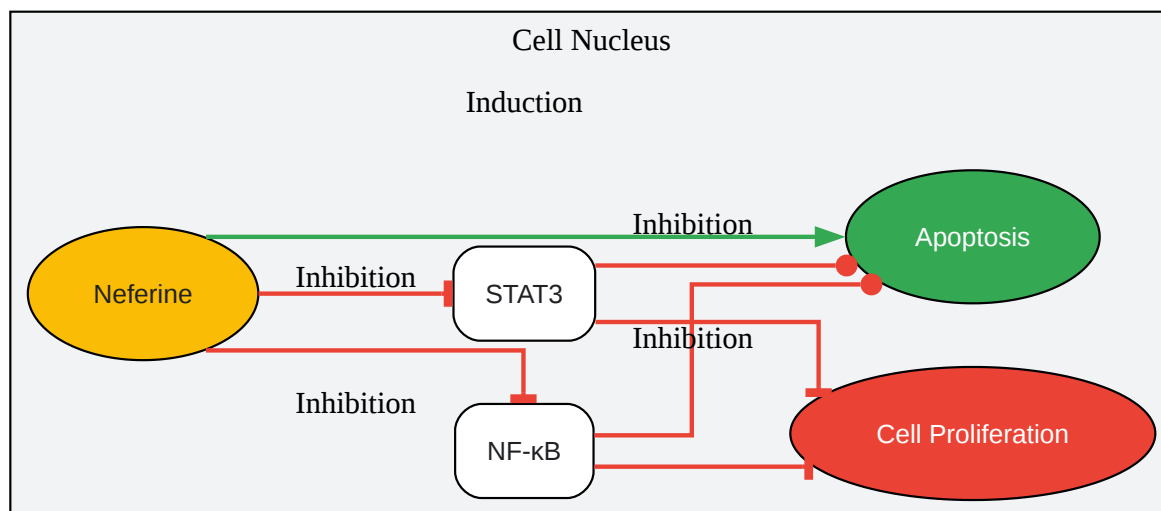 Cell Nucleus
Induction
Inhibition
Apoptosis
Neferine
Inhibition
STAT3
Inhibition
Inhibition
NF-κB
Cell Proliferation